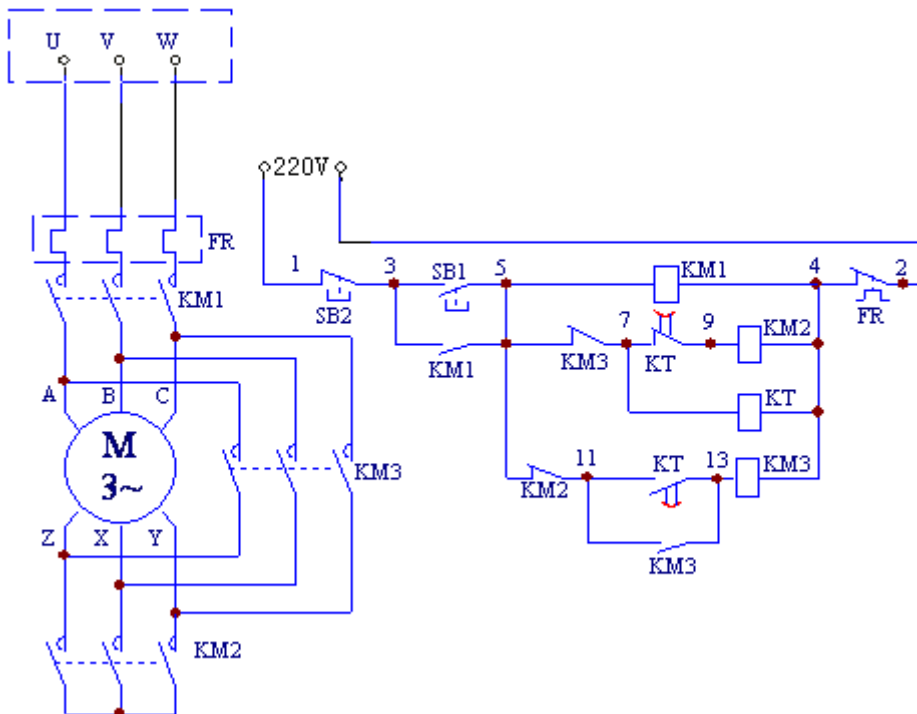 U V W
220V
FR
1 3 SB1 5 KM1 4 2
SB2 FR
KM1
7 9 KM2
KM1 KM3 KT
A B C
KT
M
3~
KM3
11 KT 13 KM3
KM2
Z X Y
KM3
KM2